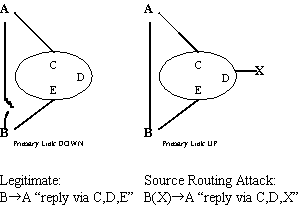 A
A
C
D
E
C
D
E
X
B
B
Primary Link DOWN
Primary Link UP
Legitimate:
Source Routing Attack:
B→A “reply via C,D,E”
B(X)→A “reply via C,D,X”